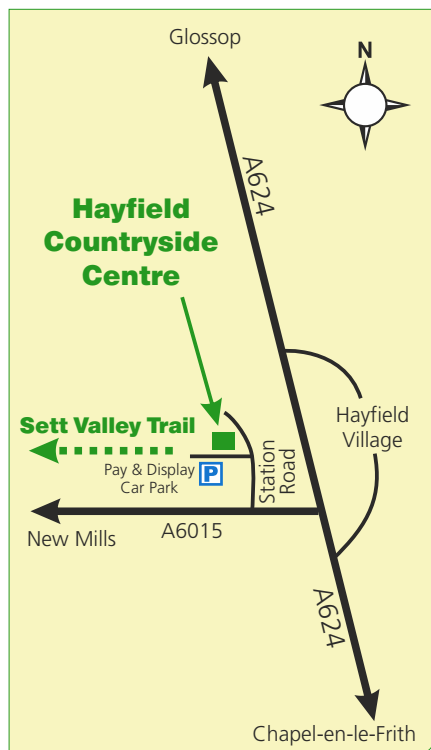 Glossop
N
A624
Hayfield
Countryside
Centre
Sett Valley Trail
Hayfield
Village
Pay & Display
Car Park
P
Station
Road
New Mills
A6015
A624
Chapel-en-le-Frith